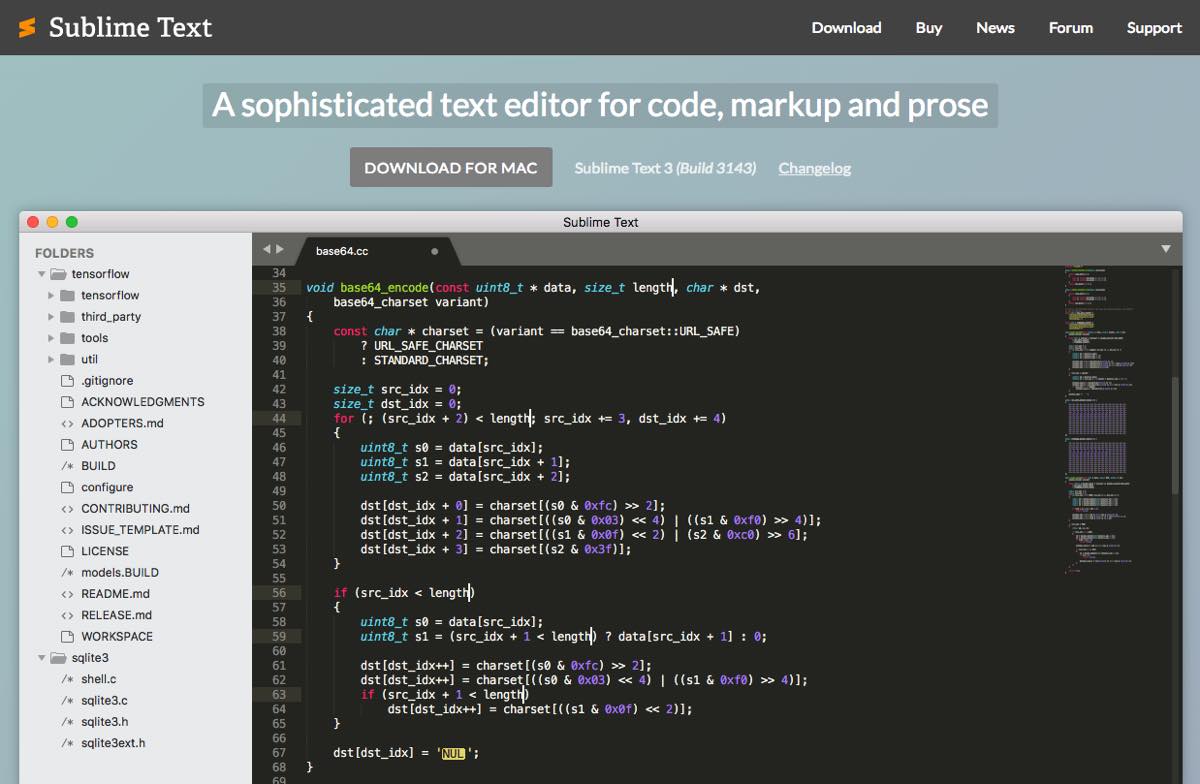 Sublime Text
Download Buy News Forum Support
A sophisticated text editor for code, markup and prose
DOWNLOAD FOR MAC Sublime Text 3 (Build 3143) Changelog
Sublime Text
FOLDERS
tensorflow
tensorflow
third_party
tools
util
.gitignore
ACKNOWLEDGMENTS
ADOPTERS.md
AUTHORS
/* BUILD
configure
CONTRIBUTING.md
ISSUE_TEMPLATE.md
LICENSE
/* models.BUILD
README.md
RELEASE.md
WORKSPACE
sqlite3
/* shell.c
/* sqlite3.c
/* sqlite3.h
/* sqlite3ext.h
base64.cc
34
35 void base64_encode(const uint8_t * data, size_t length, char * dst,
36 base64_charset variant)
37 {
38 const char * charset = (variant == base64_charset::URL_SAFE)
39 ? URL_SAFE_CHARSET
40 : STANDARD_CHARSET;
41
42 size_t src_idx = 0;
43 size_t dst_idx = 0;
44 for (; (src_idx + 2) < length; src_idx += 3, dst_idx += 4)
45 {
46 uint8_t s0 = data[src_idx];
47 uint8_t s1 = data[src_idx + 1];
48 uint8_t s2 = data[src_idx + 2];
49
50 dst[dst_idx + 0] = charset[(s0 & 0xfc) >> 2];
51 dst[dst_idx + 1] = charset[((s0 & 0x03) << 4) | ((s1 & 0xf0) >> 4)];
52 dst[dst_idx + 2] = charset[((s1 & 0x0f) << 2) | (s2 & 0xc0) >> 6];
53 dst[dst_idx + 3] = charset[(s2 & 0x3f)];
54 }
55
56 if (src_idx < length)
57 {
58 uint8_t s0 = data[src_idx];
59 uint8_t s1 = (src_idx + 1 < length) ? data[src_idx + 1] : 0;
60
61 dst[dst_idx++] = charset[(s0 & 0xfc) >> 2];
62 dst[dst_idx++] = charset[((s0 & 0x03) << 4) | ((s1 & 0xf0) >> 4)];
63 if (src_idx + 1 < length)
64 dst[dst_idx++] = charset[((s1 & 0x0f) << 2)];
65 }
66
67 dst[dst_idx] = 'NUL';
68 }
69